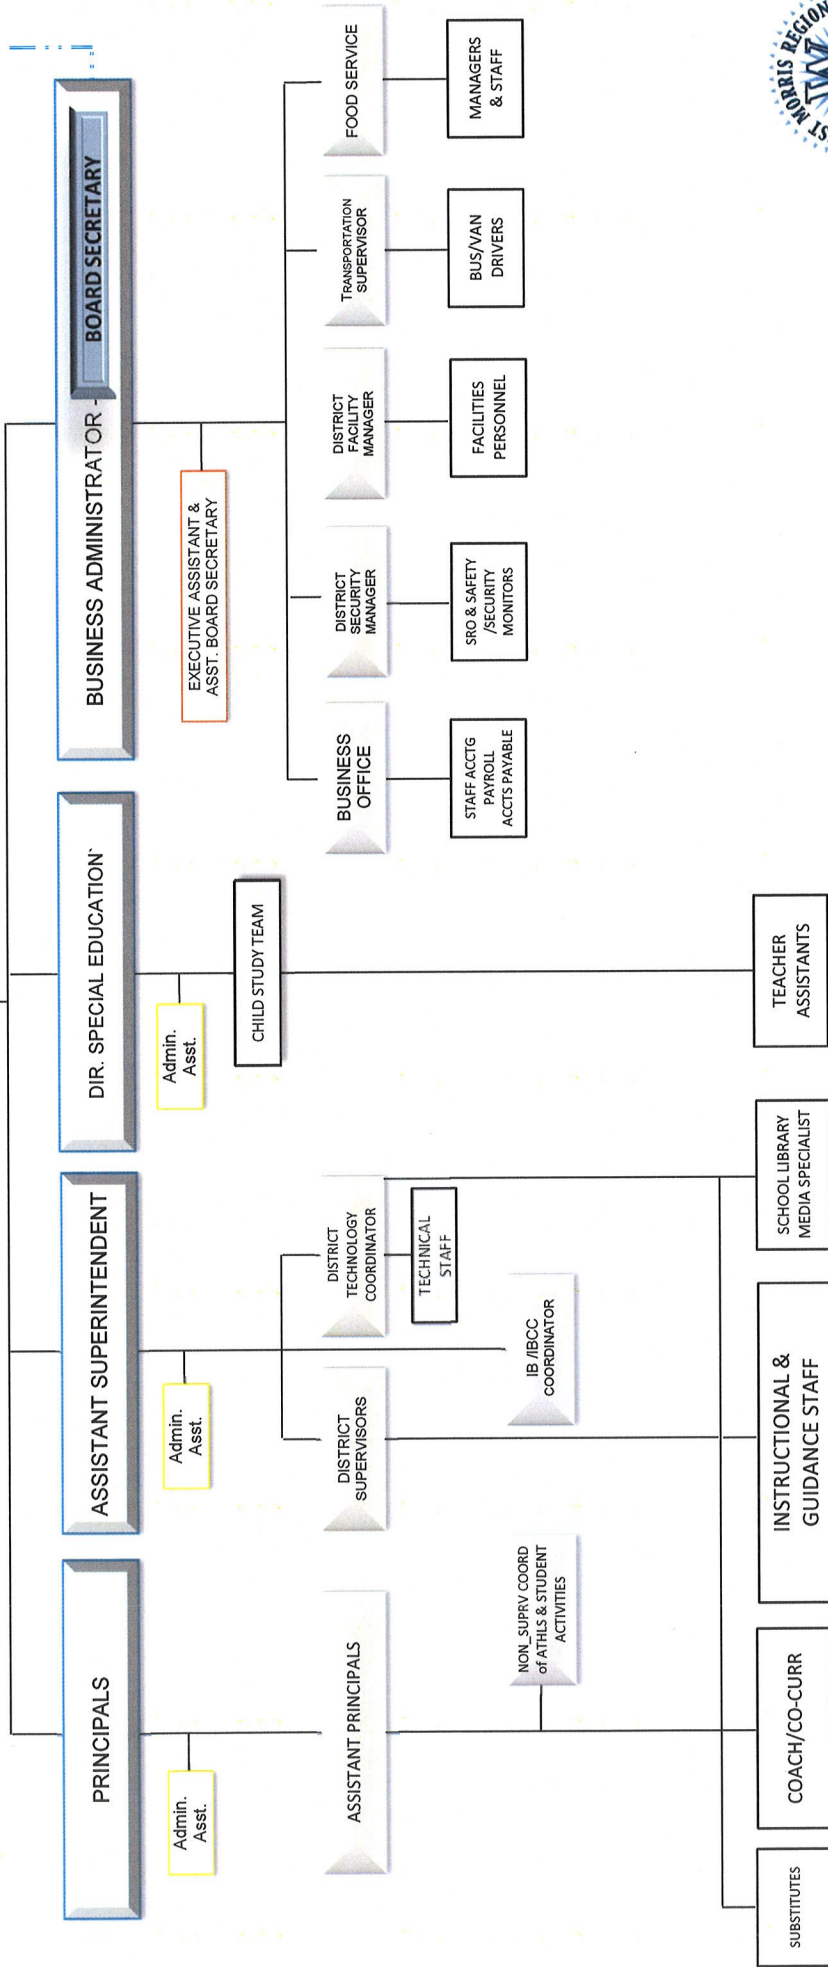 PRINCIPALS
ASSISTANT SUPERINTENDENT
DIR. SPECIAL EDUCATION`
BUSINESS ADMINISTRATOR -
BOARD SECRETARY
Admin.
Asst.
Admin.
Asst.
Admin.
Asst.
EXECUTIVE ASSISTANT &
ASST. BOARD SECRETARY
CHILD STUDY TEAM
ASSISTANT PRINCIPALS
DISTRICT
SUPERVISORS
DISTRICT
TECHNOLOGY
COORDINATOR
BUSINESS
OFFICE
DISTRICT
SECURITY
MANAGER
DISTRICT
FACILITY
MANAGER
TRANSPORTATION
SUPERVISOR
FOOD SERVICE
TECHNICAL
STAFF
STAFF ACCTG
PAYROLL
ACCTS PAYABLE
SRO & SAFETY
/SECURITY
MONITORS
FACILITIES
PERSONNEL
BUS/VAN
DRIVERS
MANAGERS
& STAFF
NON_SUPRV COORD
of ATHLS & STUDENT
ACTIVITIES
IB /IBCC
COORDINATOR
SUBSTITUTES
COACH/CO-CURR
INSTRUCTIONAL &
GUIDANCE STAFF
SCHOOL LIBRARY
MEDIA SPECIALIST
TEACHER
ASSISTANTS
ST MORRIS REGION